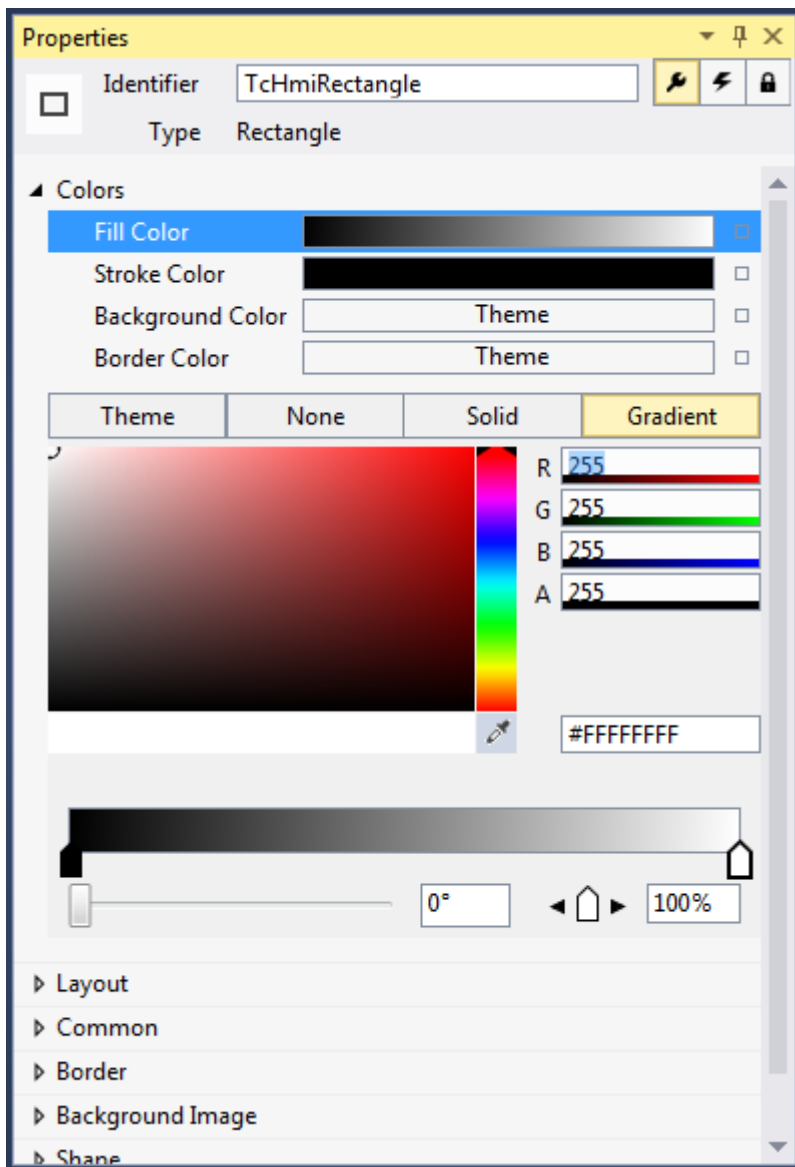 Properties
Identifier TcHmiRectangle
Type Rectangle
Colors
Fill Color
Stroke Color
Background Color Theme
Border Color Theme
Theme None Solid Gradient
R 255
G 255
B 255
A 255
#FFFFFFFF
0° 100%
Layout
Common
Border
Background Image
Shape